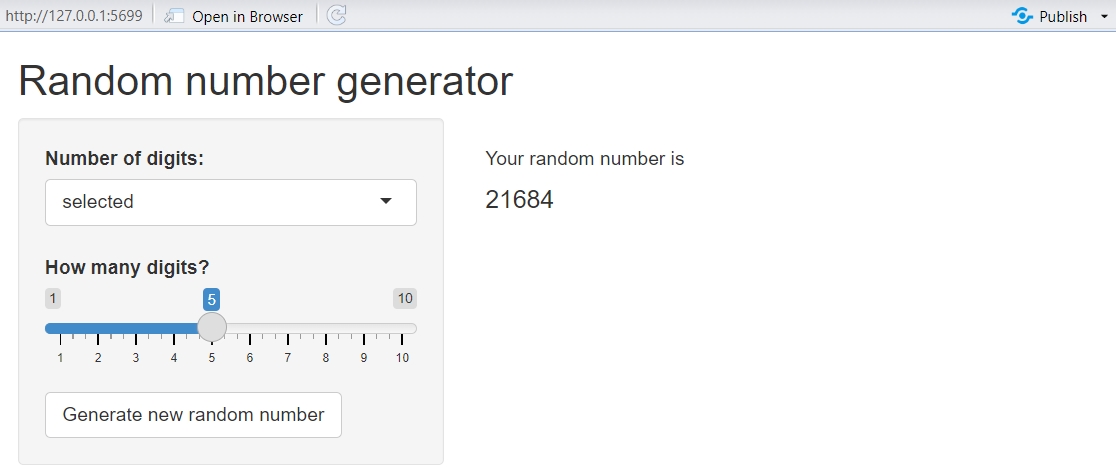 http://127.0.0.1:5699 Open in Browser Publish
Random number generator
Number of digits:
selected
How many digits?
1 5 10
1 2 3 4 5 6 7 8 9 10
Generate new random number
Your random number is
21684